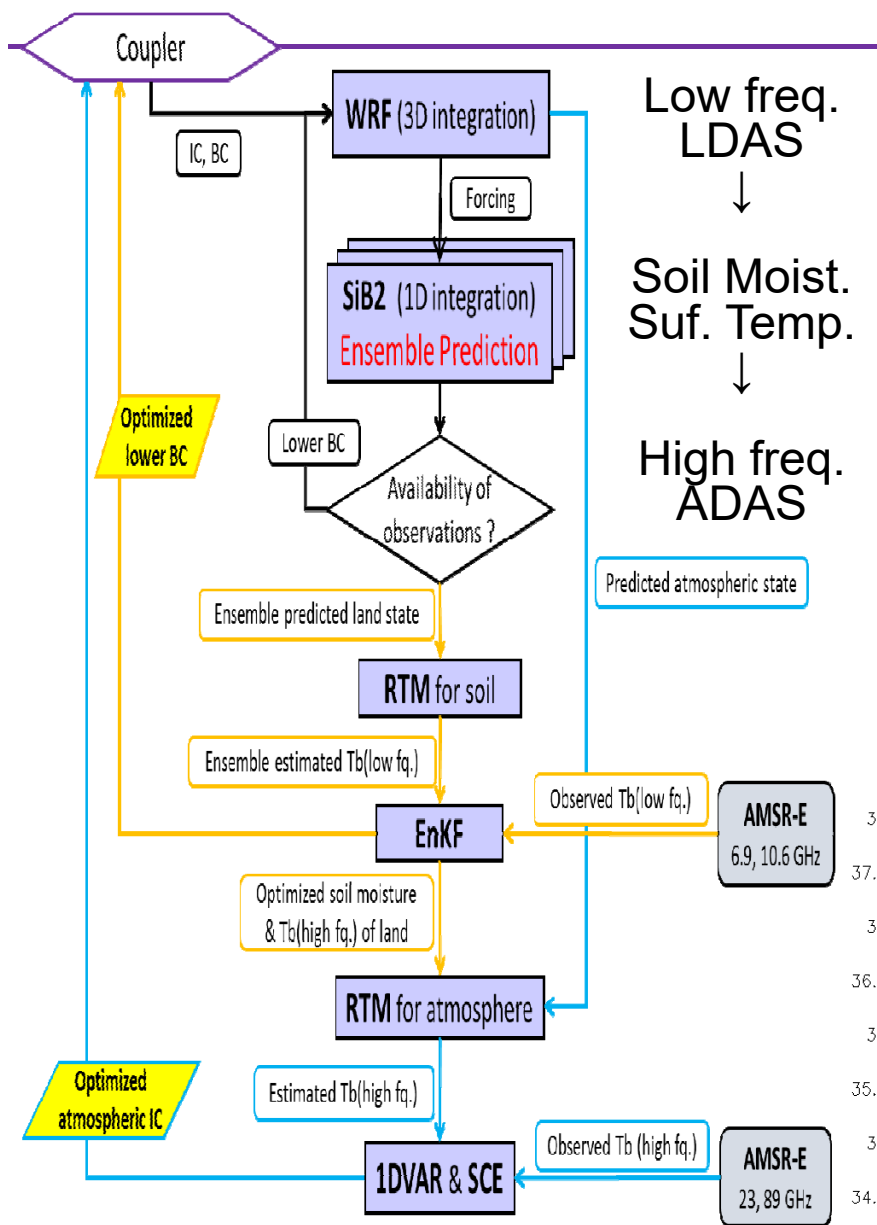 Coupler
WRF (3D integration)
Low freq.
LDAS
↓
IC, BC
Forcing
SiB2 (1D integration)
Ensemble Prediction
Soil Moist.
Suf. Temp.
↓
Optimized
lower BC
Lower BC
Availability of
observations ?
High freq.
ADAS
Ensemble predicted land state
Predicted atmospheric state
RTM for soil
Ensemble estimated Tb(low fq.)
Observed Tb(low fq.)
EnKF
AMSR-E
6.9, 10.6 GHz
Optimized soil moisture
& Tb(high fq.) of land
RTM for atmosphere
Optimized
atmospheric IC
Estimated Tb(high fq.)
Observed Tb (high fq.)
1DVAR & SCE
AMSR-E
23, 89 GHz
3
37.
3
36.
3
35.
3
34.